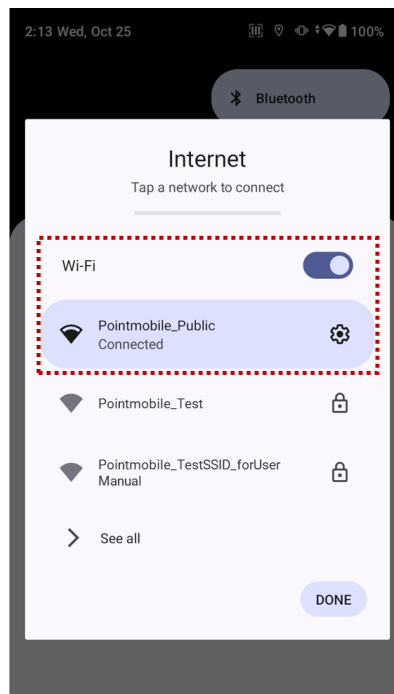 2:13 Wed, Oct 25
100%
Bluetooth
Internet
Tap a network to connect
Wi-Fi
Pointmobile_Public
Connected
Pointmobile_Test
Pointmobile_TestSSID_forUser
Manual
See all
DONE